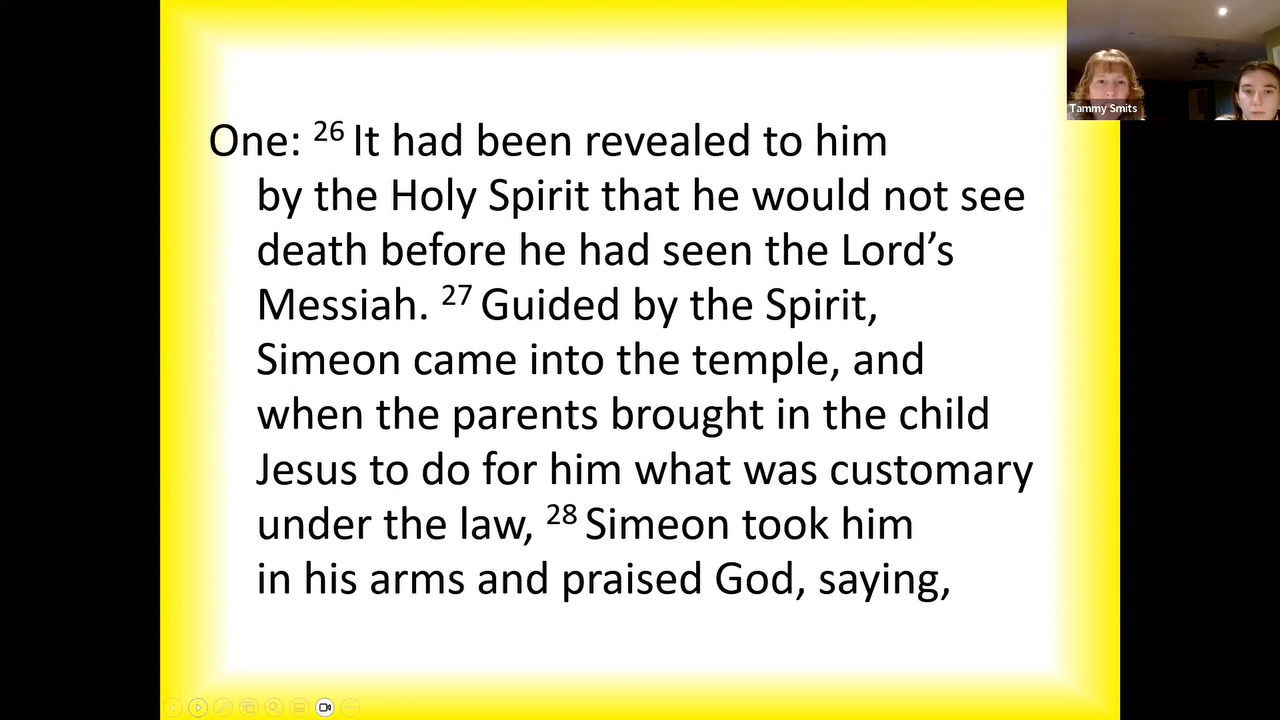 One: 26 It had been revealed to him
by the Holy Spirit that he would not see
death before he had seen the Lord’s
Messiah. 27 Guided by the Spirit,
Simeon came into the temple, and
when the parents brought in the child
Jesus to do for him what was customary
under the law, 28 Simeon took him
in his arms and praised God, saying,
Tammy Smits